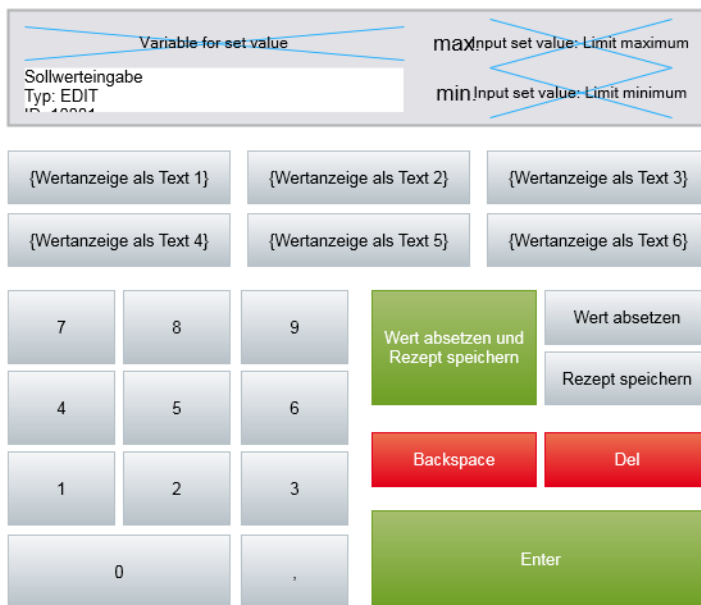 Variable for set value
max.Input set value: Limit maximum
Sollwerteingabe
Typ: EDIT
min.Input set value: Limit minimum
{Wertanzeige als Text 1} {Wertanzeige als Text 2} {Wertanzeige als Text 3}
{Wertanzeige als Text 4} {Wertanzeige als Text 5} {Wertanzeige als Text 6}
7 8 9
Wert absetzen und
Rezept speichern
Wert absetzen
Rezept speichern
4 5 6
Backspace Del
1 2 3
0 ,
Enter